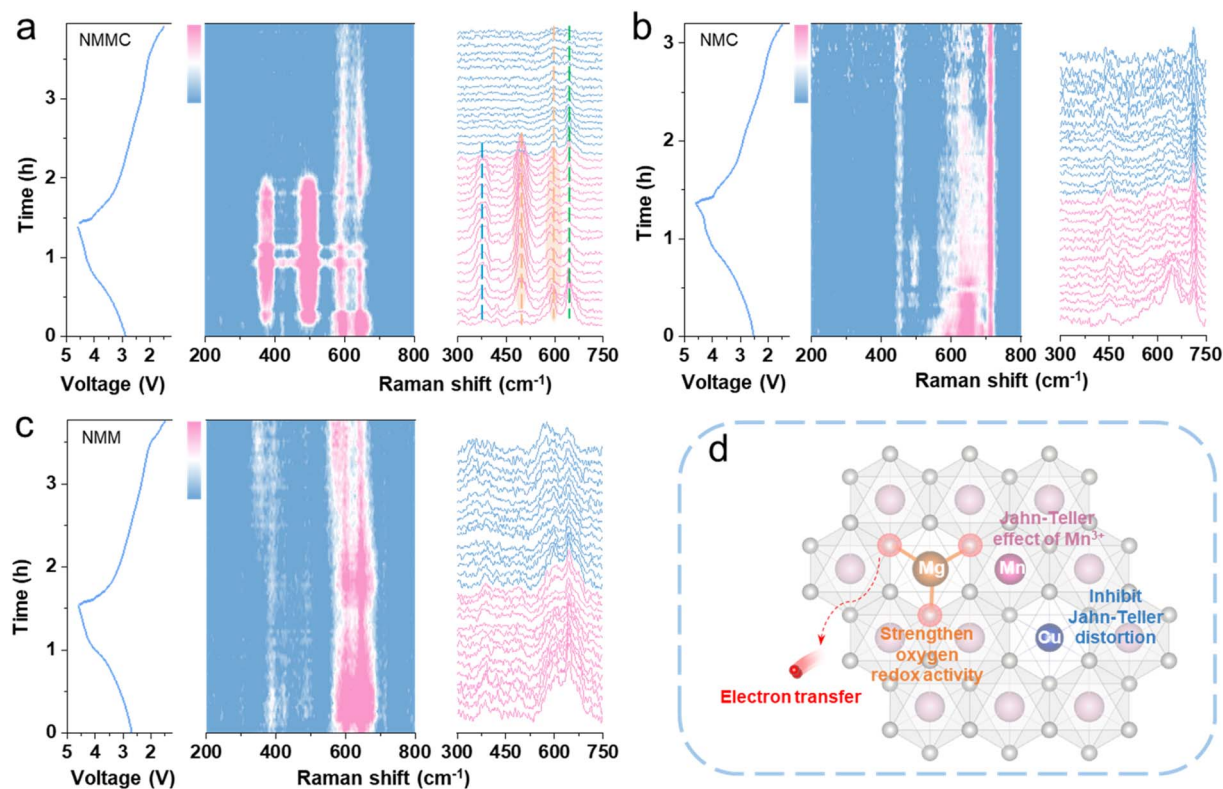 a
NMMC
Time (h)
3
2
1
0
5 4 3 2
Voltage (V)
200 400 600 800
300 450 600 750
Raman shift (cm⁻¹)
b
NMC
Time (h)
3
2
1
0
5 4 3 2
Voltage (V)
200 400 600 800
300 450 600 750
Raman shift (cm⁻¹)
c
NMM
Time (h)
3
2
1
0
5 4 3 2
Voltage (V)
200 400 600 800
300 450 600 750
Raman shift (cm⁻¹)
d
Jahn-Teller
effect of Mn³⁺
Mg
Mn
Inhibit
Jahn-Teller
distortion
Cu
Strengthen
oxygen
redox activity
Electron transfer